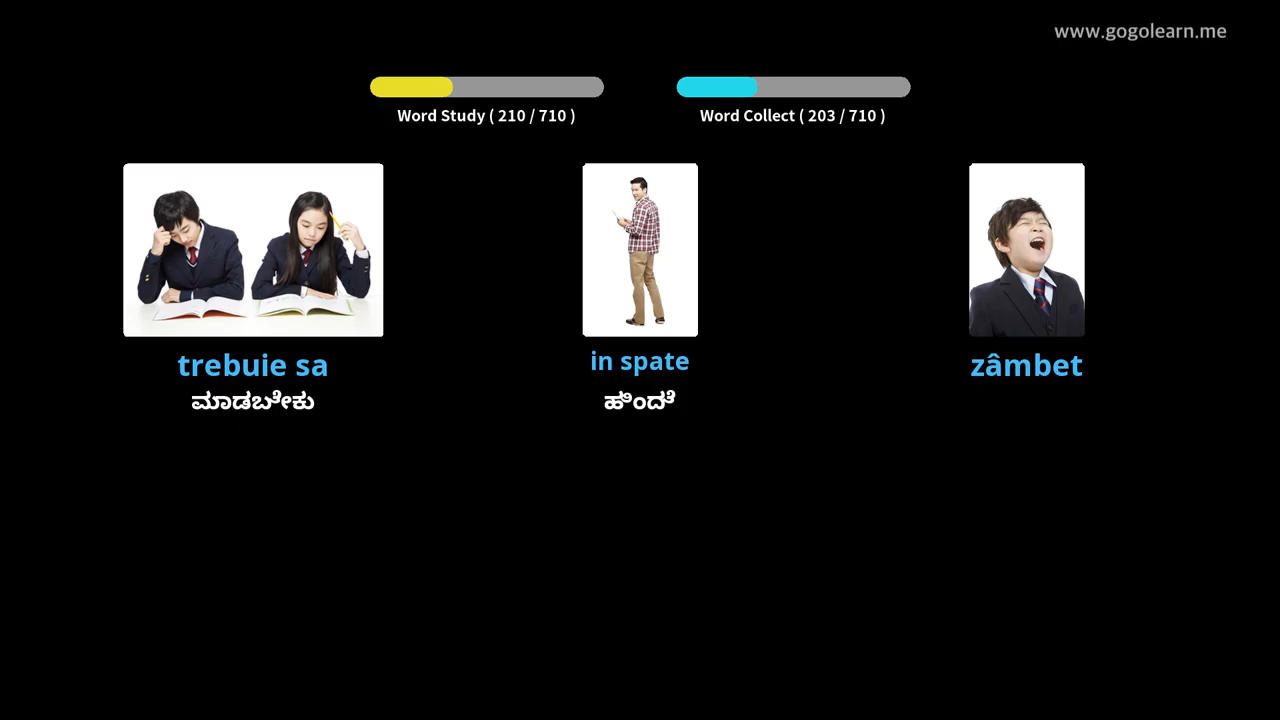 www.gogolearn.me
Word Study ( 210 / 710 )
Word Collect ( 203 / 710 )
trebuie sa
in spate
zâmbet
ಮಾಡಬೇಕು
ಹಿಂದೆ